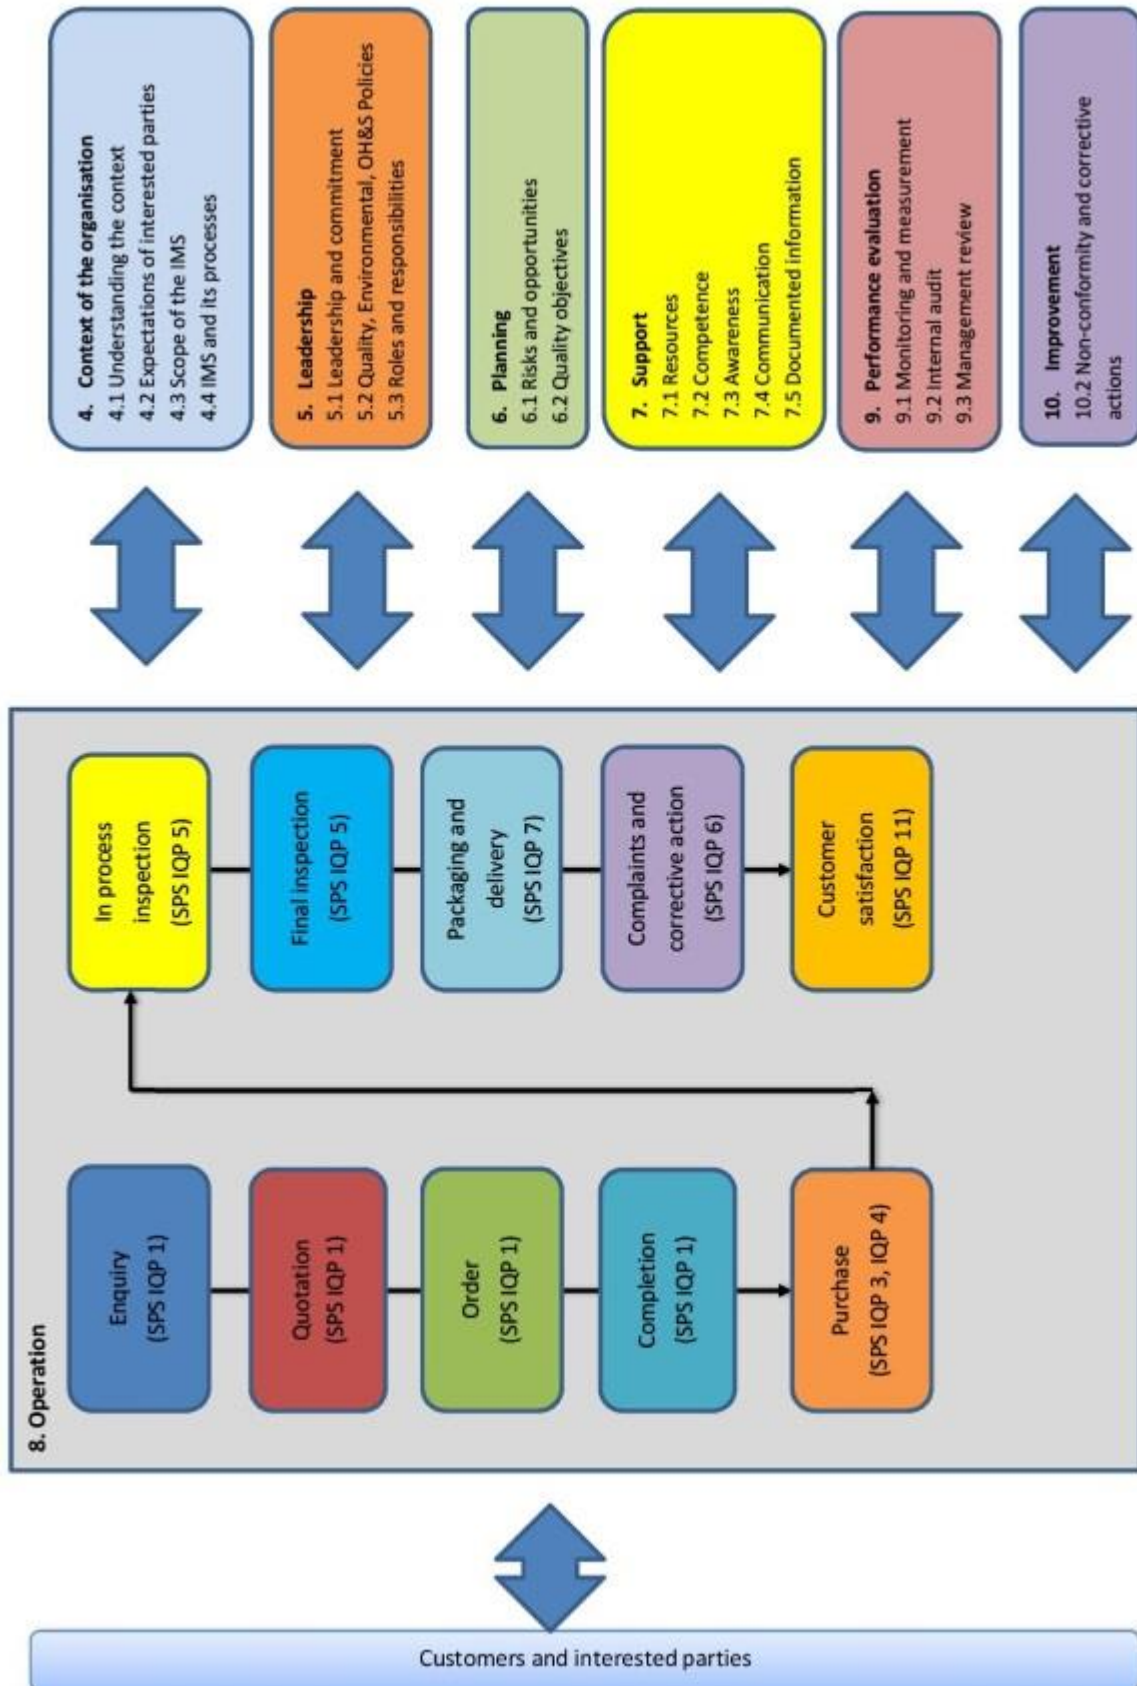 Customers and interested parties
8. Operation
Enquiry
(SPS IQP 1)
Quotation
(SPS IQP 1)
Order
(SPS IQP 1)
Completion
(SPS IQP 1)
Purchase
(SPS IQP 3, IQP 4)
In process
inspection
(SPS IQP 5)
Final inspection
(SPS IQP 5)
Packaging and
delivery
(SPS IQP 7)
Complaints and
corrective action
(SPS IQP 6)
Customer
satisfaction
(SPS IQP 11)
4. Context of the organisation
4.1 Understanding the context
4.2 Expectations of interested parties
4.3 Scope of the IMS
4.4 IMS and its processes
5. Leadership
5.1 Leadership and commitment
5.2 Quality, Environmental, OH&S Policies
5.3 Roles and responsibilities
6. Planning
6.1 Risks and opportunities
6.2 Quality objectives
7. Support
7.1 Resources
7.2 Competence
7.3 Awareness
7.4 Communication
7.5 Documented information
9. Performance evaluation
9.1 Monitoring and measurement
9.2 Internal audit
9.3 Management review
10. Improvement
10.2 Non-conformity and corrective
actions